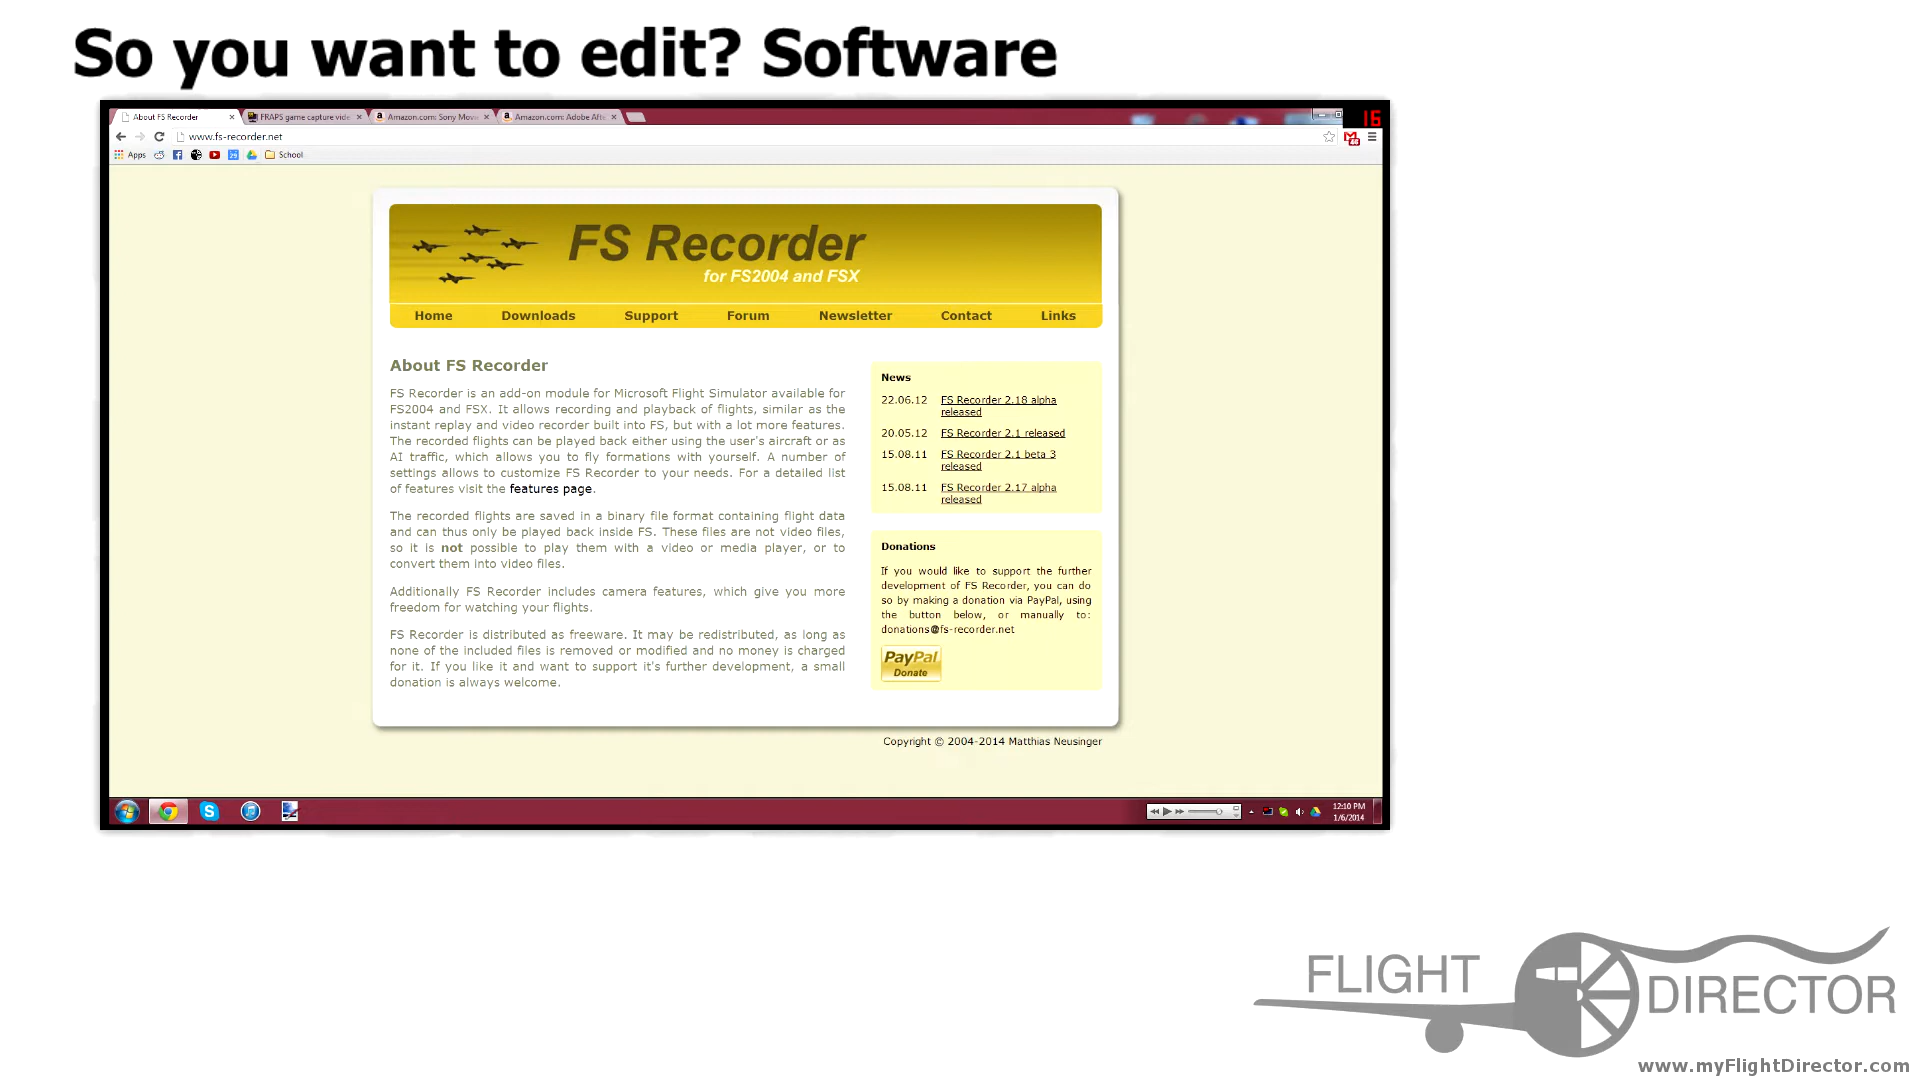 So you want to edit? Software
About FS Recorder
FRAPS game capture vide
Amazon.com: Sony Movi
Amazon.com: Adobe Afte
16
www.fs-recorder.net
Apps
School
FS Recorder
for FS2004 and FSX
Home Downloads Support Forum Newsletter Contact Links
About FS Recorder
FS Recorder is an add-on module for Microsoft Flight Simulator available for
FS2004 and FSX. It allows recording and playback of flights, similar as the
instant replay and video recorder built into FS, but with a lot more features.
The recorded flights can be played back either using the user's aircraft or as
AI traffic, which allows you to fly formations with yourself. A number of
settings allows to customize FS Recorder to your needs. For a detailed list
of features visit the features page.
The recorded flights are saved in a binary file format containing flight data
and can thus only be played back inside FS. These files are not video files,
so it is not possible to play them with a video or media player, or to
convert them into video files.
Additionally FS Recorder includes camera features, which give you more
freedom for watching your flights.
FS Recorder is distributed as freeware. It may be redistributed, as long as
none of the included files is removed or modified and no money is charged
for it. If you like it and want to support it's further development, a small
donation is always welcome.
News
22.06.12 FS Recorder 2.18 alpha
released
20.05.12 FS Recorder 2.1 released
15.08.11 FS Recorder 2.1 beta 3
released
15.08.11 FS Recorder 2.17 alpha
released
Donations
If you would like to support the further
development of FS Recorder, you can do
so by making a donation via PayPal, using
the button below, or manually to:
donations@fs-recorder.net
PayPal
Donate
Copyright © 2004-2014 Matthias Neusinger
12:10 PM
1/6/2014
FLIGHT
DIRECTOR
www.myFlightDirector.com